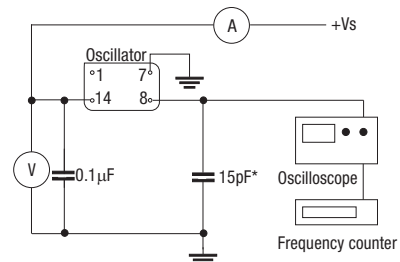 A +Vs
Oscillator
1 7
14 8
V 0.1µF 15pF* Oscilloscope
Frequency counter